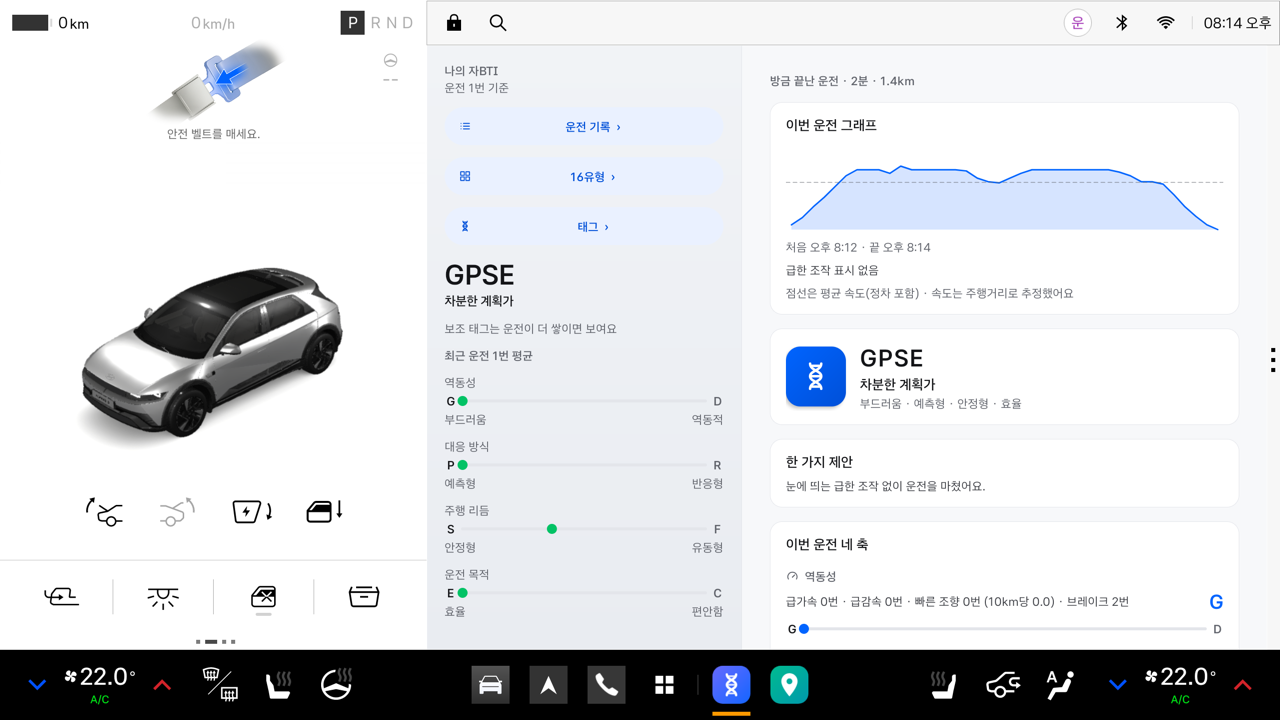 0 km
0 km/h
P R N D
--
안전 벨트를 매세요.
운
08:14 오후
나의 자BTI
운전 1번 기준
운전 기록 ›
16유형 ›
태그 ›
GPSE
차분한 계획가
보조 태그는 운전이 더 쌓이면 보여요
최근 운전 1번 평균
역동성
G D
부드러움 역동적
대응 방식
P R
예측형 반응형
주행 리듬
S F
안정형 유동형
운전 목적
E C
효율 편안함
방금 끝난 운전 · 2분 · 1.4km
이번 운전 그래프
처음 오후 8:12 · 끝 오후 8:14
급한 조작 표시 없음
점선은 평균 속도(정차 포함) · 속도는 주행거리로 추정했어요
GPSE
차분한 계획가
부드러움 · 예측형 · 안정형 · 효율
한 가지 제안
눈에 띄는 급한 조작 없이 운전을 마쳤어요.
이번 운전 네 축
역동성
급가속 0번 · 급감속 0번 · 빠른 조향 0번 (10km당 0.0) · 브레이크 2번
G
G D
22.0°
A/C
A
22.0°
A/C